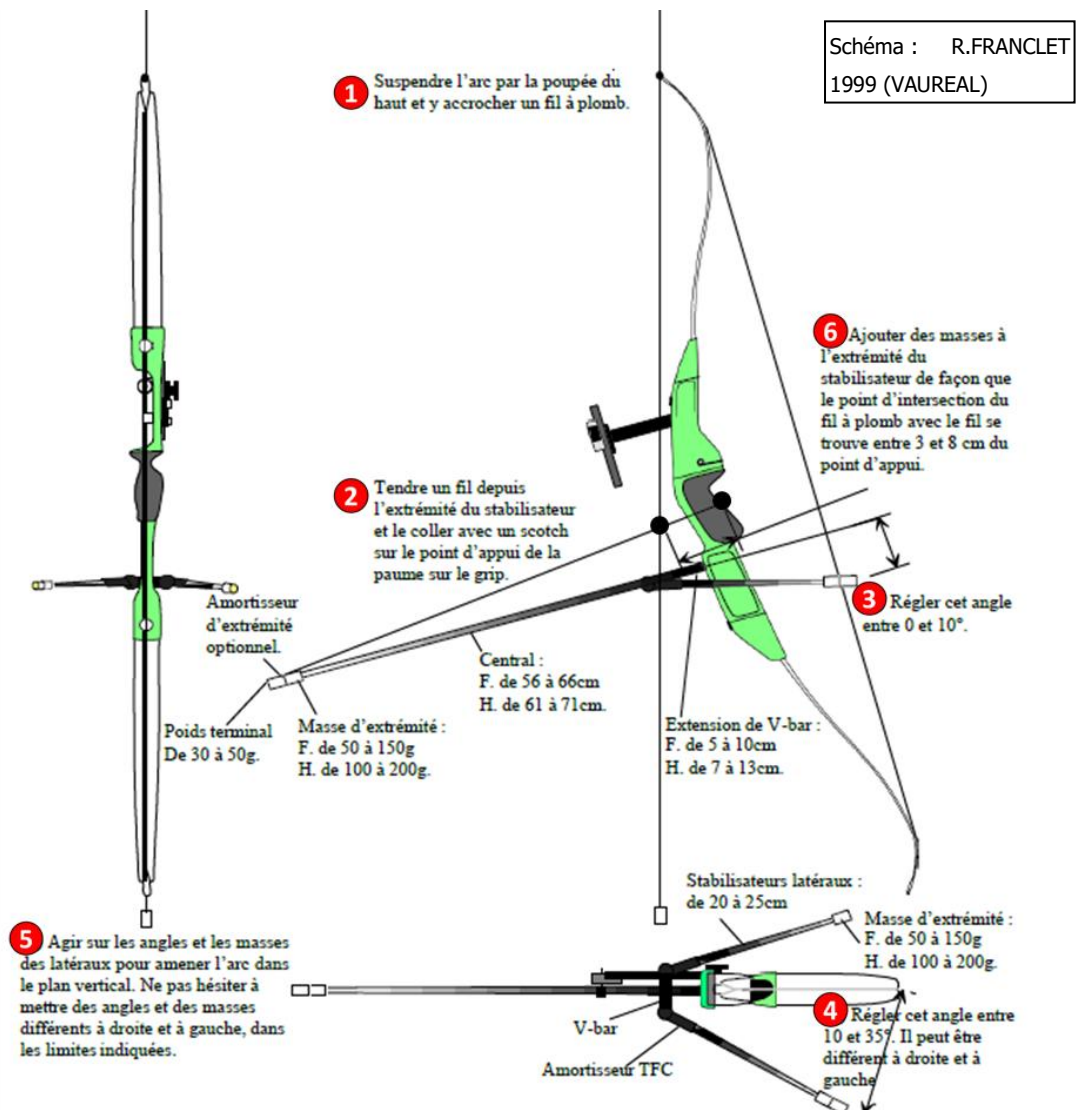 Schéma : R.FRANCLET
1999 (VAUREAL)
1 Suspendre l'arc par la poupée du
haut et y accrocher un fil à plomb.
6 Ajouter des masses à
l'extrémité du
stabilisateur de façon que
le point d'intersection du
fil à plomb avec le fil se
trouve entre 3 et 8 cm du
point d'appui.
2 Tendre un fil depuis
l'extrémité du stabilisateur
et le coller avec un scotch
sur le point d'appui de la
paume sur le grip.
3 Régler cet angle
entre 0 et 10°.
Amortisseur
d'extrémité
optionnel.
Central :
F. de 56 à 66cm
H. de 61 à 71cm.
Poids terminal
De 30 à 50g.
Masse d'extrémité :
F. de 50 à 150g
H. de 100 à 200g.
Extension de V-bar :
F. de 5 à 10cm
H. de 7 à 13cm.
Stabilisateurs latéraux :
de 20 à 25cm
Masse d'extrémité :
F. de 50 à 150g
H. de 100 à 200g.
5 Agir sur les angles et les masses
des latéraux pour amener l'arc dans
le plan vertical. Ne pas hésiter à
mettre des angles et des masses
différents à droite et à gauche, dans
les limites indiquées.
V-bar
Amortisseur TFC
4 Régler cet angle entre
10 et 35°. Il peut être
différent à droite et à
gauche